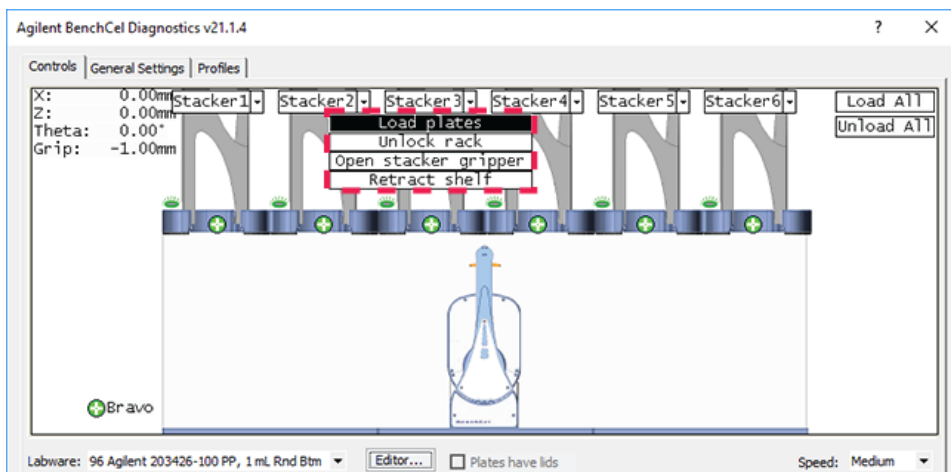 Agilent BenchCel Diagnostics v21.1.4 ?
Controls General Settings Profiles
X: 0.00mm Stacker1 Stacker2 Stacker3 Stacker4 Stacker5 Stacker6 Load All
Z: 0.00mm
Theta: 0.00° Load plates Unload All
Grip: -1.00mm Unlock rack
Open stacker gripper
Retract shelf
Bravo
Labware: 96 Agilent 203426-100 PP, 1 mL Rnd Btm Editor... Plates have lids Speed: Medium